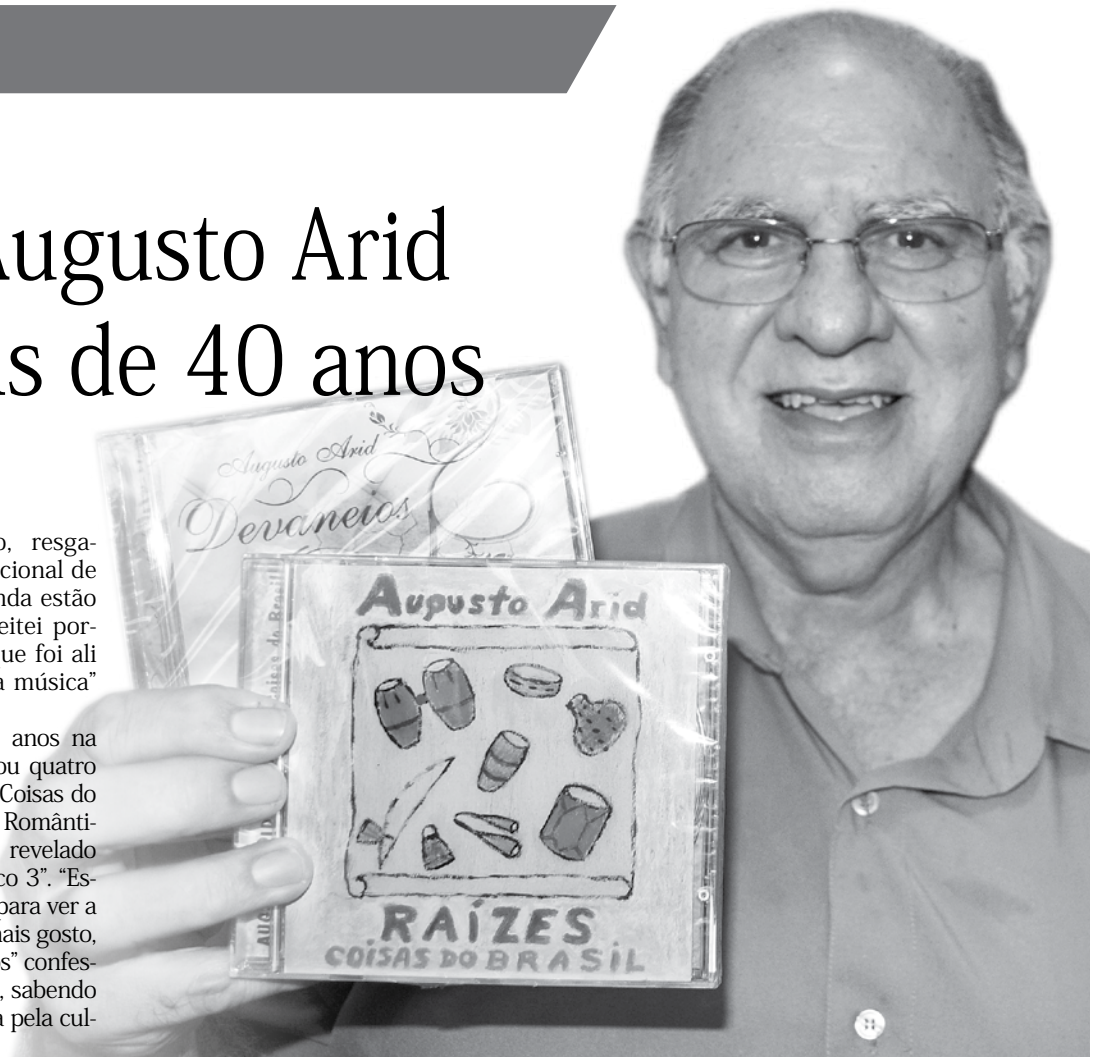 Augusto Arid
s de 40 anos
Augusto Arid
Devaneios
resga-
cional de
nda estão
eitei por-
ue foi ali
a música”
anos na
ou quatro
Coisas do
Românti-
revelado
co 3”. “Es-
para ver a
ais gosto,
s” confes-
, sabendo
a pela cul-
Augusto Arid
RAÍZES
COISAS DO BRASIL